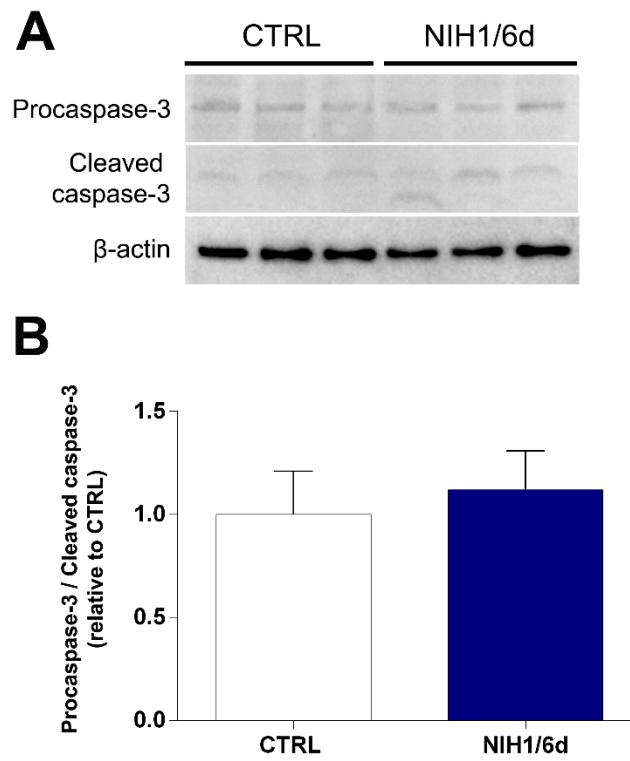 A
CTRL
NIH1/6d
Procaspase-3
Cleaved
caspase-3
β-actin
B
Procaspase-3 / Cleaved caspase-3
(relative to CTRL)
1.5
1.0
0.5
0.0
CTRL
NIH1/6d